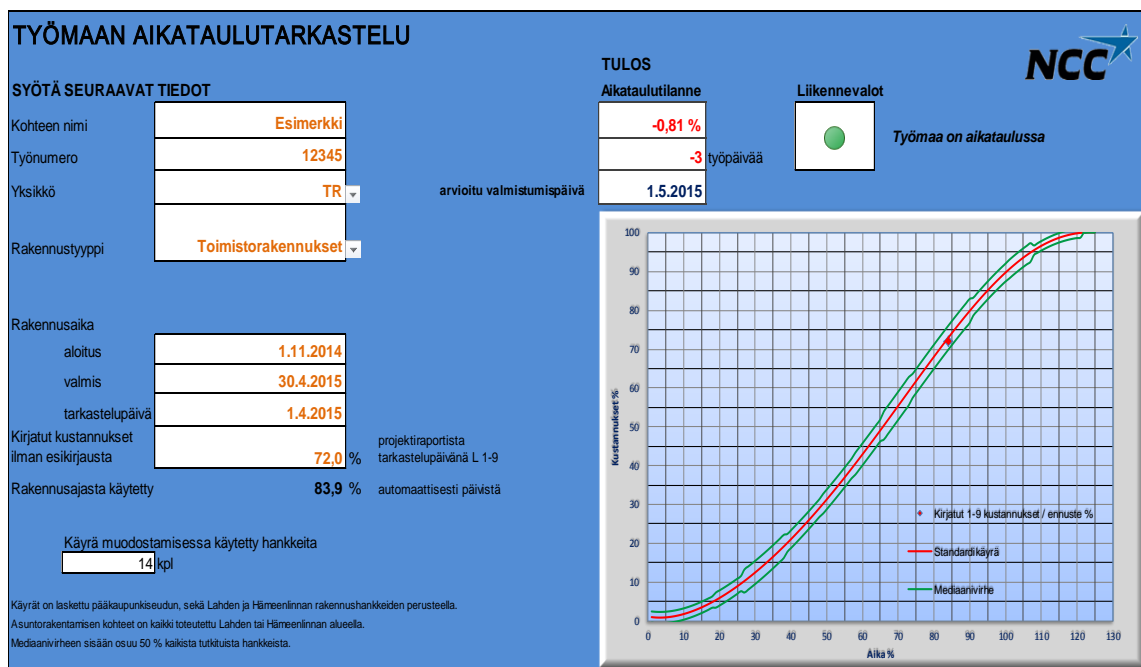 TYÖMAAN AIKATAULUTARKASTELU
NCC
SYÖTÄ SEURAAVAT TIEDOT
Kohteen nimi Esimerkki
Työnumero 12345
Yksikkö TR
Rakennustyyppi Toimistorakennukset
Rakennusaika
aloitus 1.11.2014
valmis 30.4.2015
tarkastelupäivä 1.4.2015
Kirjatut kustannukset projektiraportista
ilman esikirjausta 72,0 % tarkastelupäivänä L 1-9
Rakennusajasta käytetty 83,9 % automaattisesti päivistä
Käyrä muodostamisessa käytetty hankkeita
14 kpl
Käyrät on laskettu pääkaupunkiseudun, sekä Lahden ja Hämeenlinnan rakennushankkeiden perusteella.
Asuntorakentamisen kohteet on kaikki toteutettu Lahden tai Hämeenlinnan alueella.
Mediaanivirheen sisään osuu 50 % kaikista tutkituista hankkeista.
TULOS
Aikataulutilanne Liikennevalot
-0,81 %
-3 työpäivää
Työmaa on aikataulussa
arvioitu valmistumispäivä 1.5.2015
100
90
80
70
60
50
40
30
20
10
0
Kustannukset %
Kirjatut 1-9 kustannukset / ennuste %
Standardikäyrä
Mediaanivirhe
0 10 20 30 40 50 60 70 80 90 100 110 120 130
Aika %